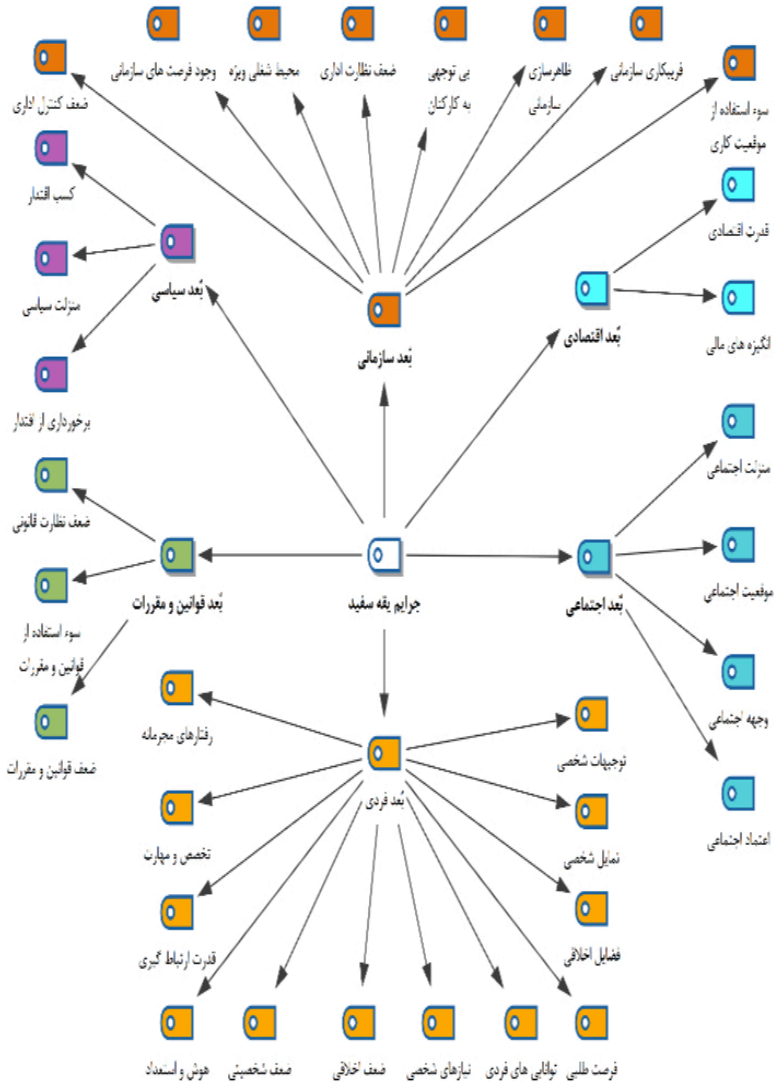 وجود فرصت های سازمانی
محیط شغلی ویژه
ضعف نظارت اداری
بی توجهی
به کارکنان
ظاهرسازی
سازمانی
فریبکاری سازمانی
سوء استفاده از
موقعیت کاری
ضعف کنترل اداری
کسب اقتدار
منزلت سیاسی
برخورداری از اقتدار
بُعد سیاسی
بُعد سازمانی
بُعد اقتصادی
قدرت اقتصادی
انگیزه های مالی
ضعف نظارت قانونی
سوء استفاده از
قوانین و مقررات
ضعف قوانین و مقررات
بُعد قوانین و مقررات
جرایم یقه سفید
بُعد اجتماعی
منزلت اجتماعی
موقعیت اجتماعی
وجهه اجتماعی
اعتماد اجتماعی
بُعد فردی
رفتارهای مجرمانه
تخصص و مهارت
قدرت ارتباط گیری
هوش و استعداد
ضعف شخصیتی
ضعف اخلاقی
نیازهای شخصی
توانایی های فردی
فرصت طلبی
فضایل اخلاقی
تمایل شخصی
توجیهات شخصی